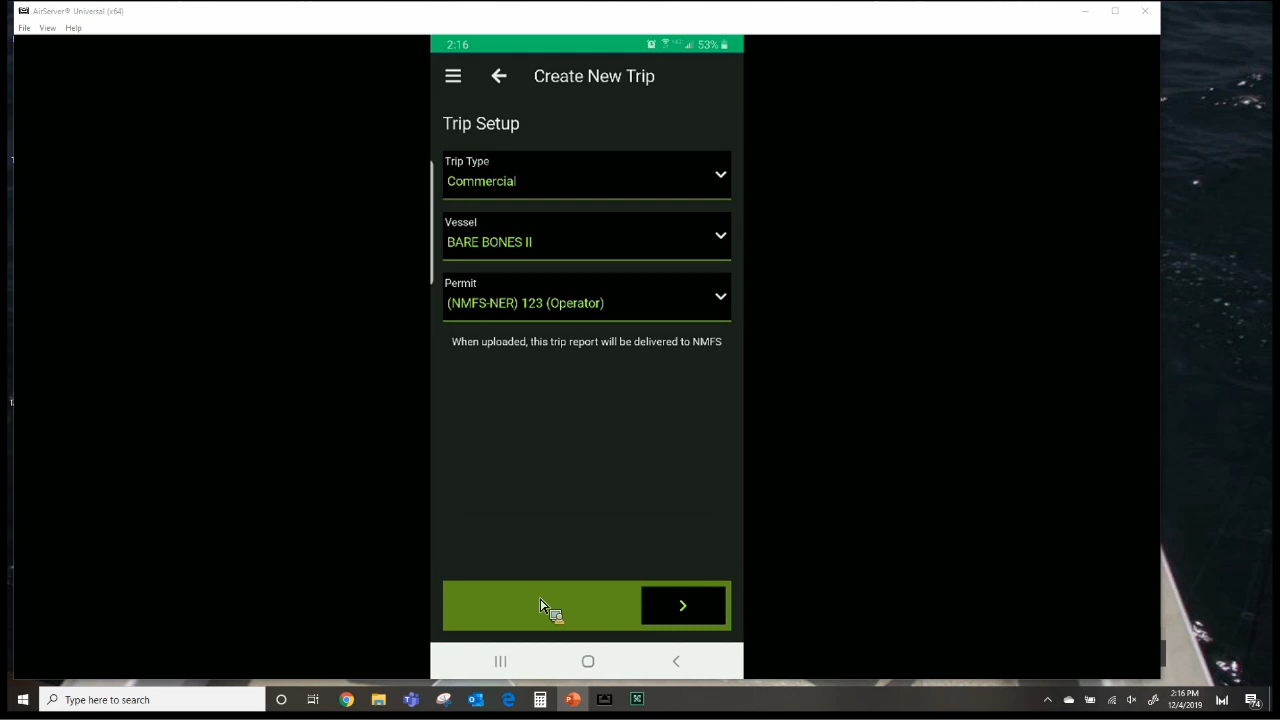 AirServer® Universal (x64)
File View Help
2:16 53%
Create New Trip
Trip Setup
Trip Type
Commercial
Vessel
BARE BONES II
Permit
(NMFS-NER) 123 (Operator)
When uploaded, this trip report will be delivered to NMFS
Type here to search
2:16 PM
12/4/2019
74